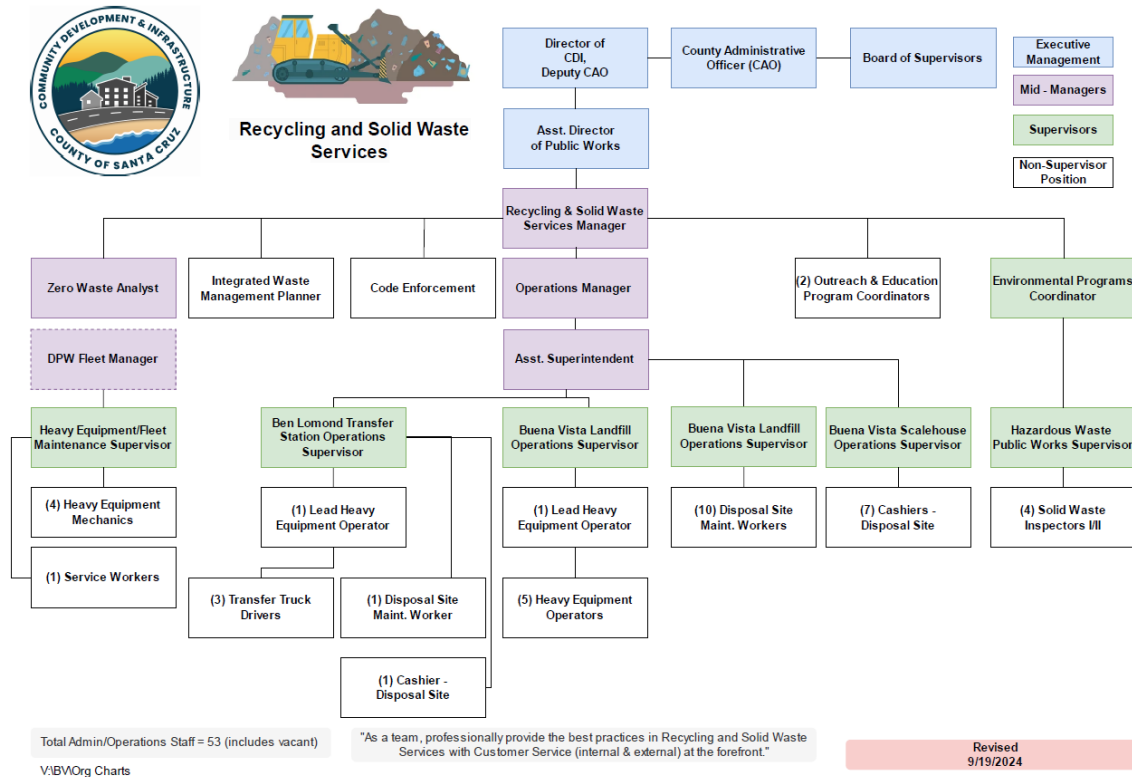 COMMUNITY DEVELOPMENT & INFRASTRUCTURE
COUNTY OF SANTA CRUZ
Recycling and Solid Waste
Services
Director of
CDI,
Deputy CAO
County Administrative
Officer (CAO)
Board of Supervisors
Executive
Management
Mid - Managers
Supervisors
Non-Supervisor
Position
Asst. Director
of Public Works
Recycling & Solid Waste
Services Manager
Zero Waste Analyst
Integrated Waste
Management Planner
Code Enforcement
Operations Manager
(2) Outreach & Education
Program Coordinators
Environmental Programs
Coordinator
DPW Fleet Manager
Asst. Superintendent
Heavy Equipment/Fleet
Maintenance Supervisor
Ben Lomond Transfer
Station Operations
Supervisor
Buena Vista Landfill
Operations Supervisor
Buena Vista Landfill
Operations Supervisor
Buena Vista Scalehouse
Operations Supervisor
Hazardous Waste
Public Works Supervisor
(4) Heavy Equipment
Mechanics
(1) Lead Heavy
Equipment Operator
(1) Lead Heavy
Equipment Operator
(10) Disposal Site
Maint. Workers
(7) Cashiers -
Disposal Site
(4) Solid Waste
Inspectors I/II
(1) Service Workers
(3) Transfer Truck
Drivers
(1) Disposal Site
Maint. Worker
(5) Heavy Equipment
Operators
(1) Cashier -
Disposal Site
Total Admin/Operations Staff = 53 (includes vacant)
"As a team, professionally provide the best practices in Recycling and Solid Waste
Services with Customer Service (internal & external) at the forefront."
Revised
9/19/2024
V:\BV\Org Charts